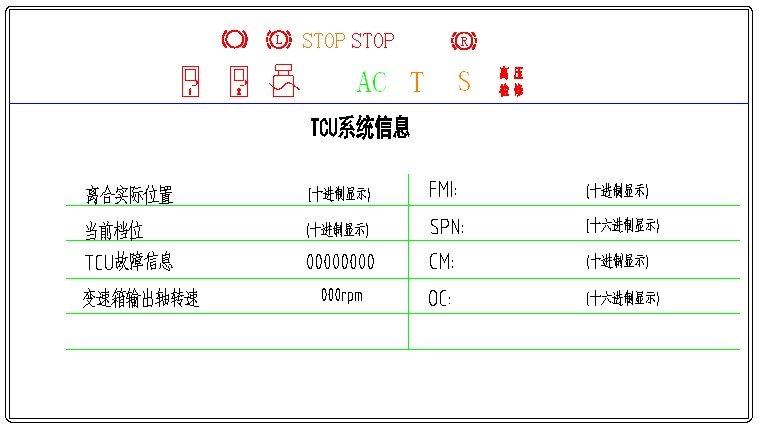 L STOP STOP R
1 2 AC T S 高压
检修
TCU系统信息
离合实际位置 (十进制显示) FMI: (十进制显示)
当前档位 (十进制显示) SPN: (十六进制显示)
TCU故障信息 00000000 CM: (十进制显示)
变速箱输出轴转速 000rpm OC: (十六进制显示)